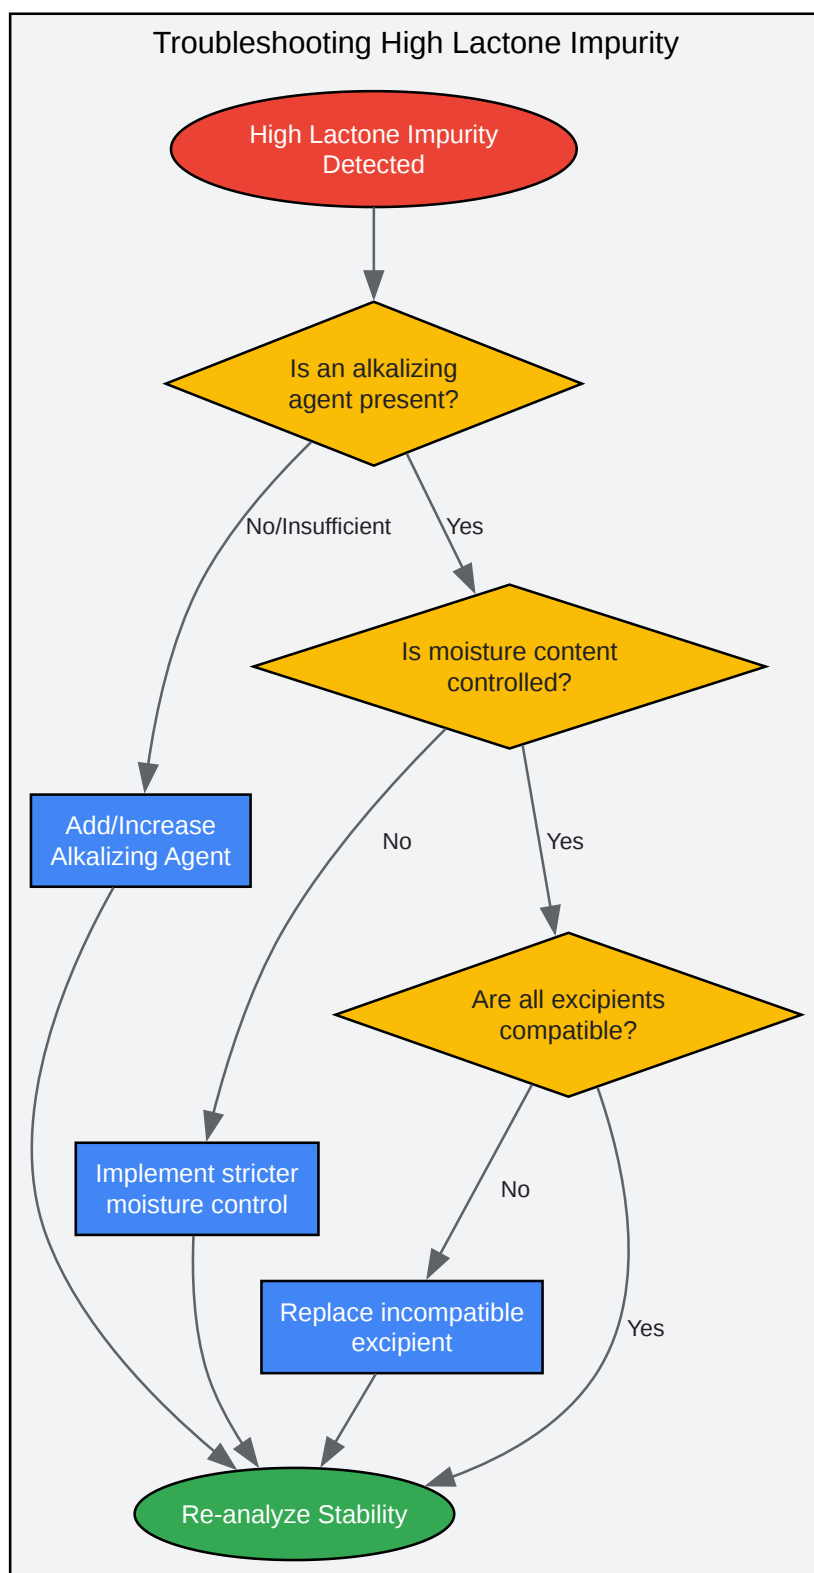 Troubleshooting High Lactone Impurity
High Lactone Impurity
Detected
Is an alkalizing
agent present?
No/Insufficient
Yes
Is moisture content
controlled?
Add/Increase
Alkalizing Agent
No
Yes
Are all excipients
compatible?
Implement stricter
moisture control
No
Replace incompatible
excipient
Yes
Re-analyze Stability